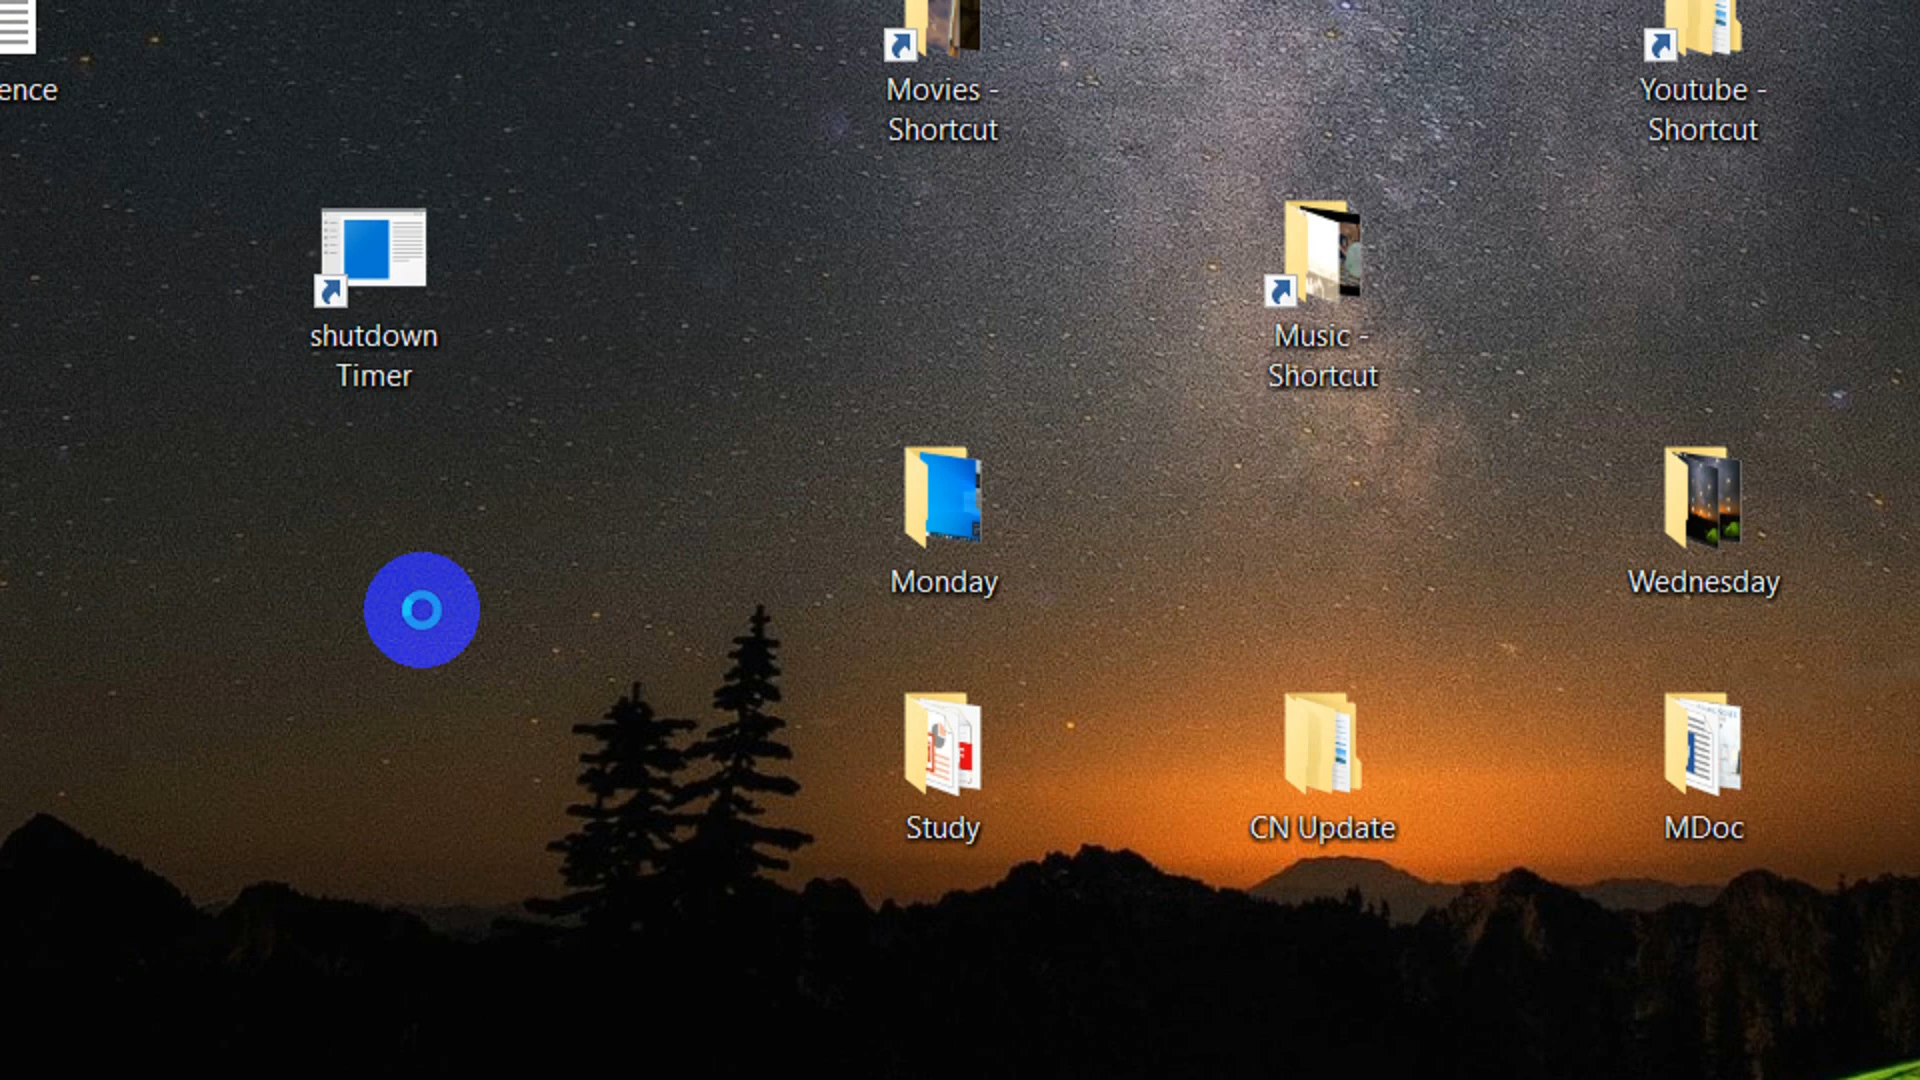 ence
Movies -
Shortcut
Youtube -
Shortcut
shutdown
Timer
Music -
Shortcut
Monday
Wednesday
Study
CN Update
MDoc